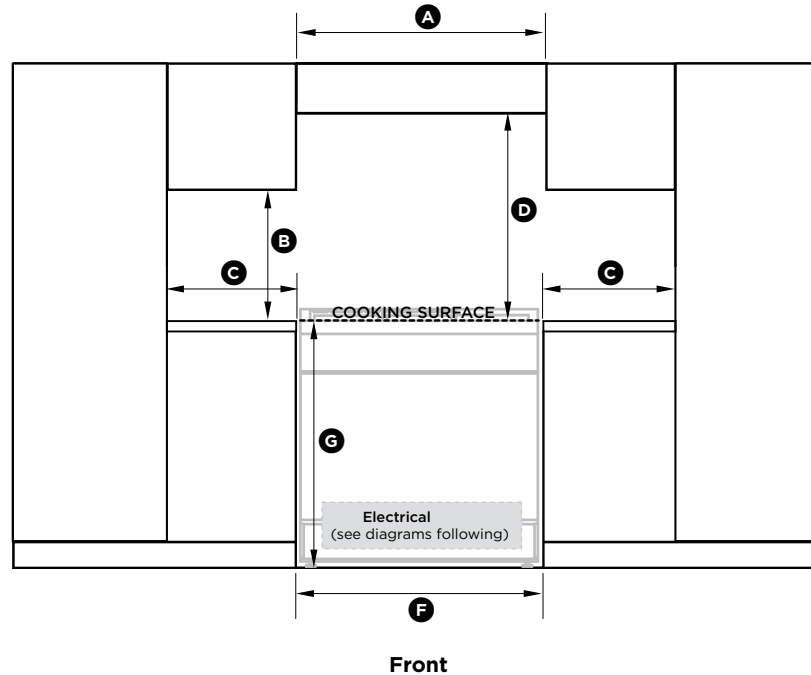 A
D
B
C
C
COOKING SURFACE
G
Electrical
(see diagrams following)
F
Front